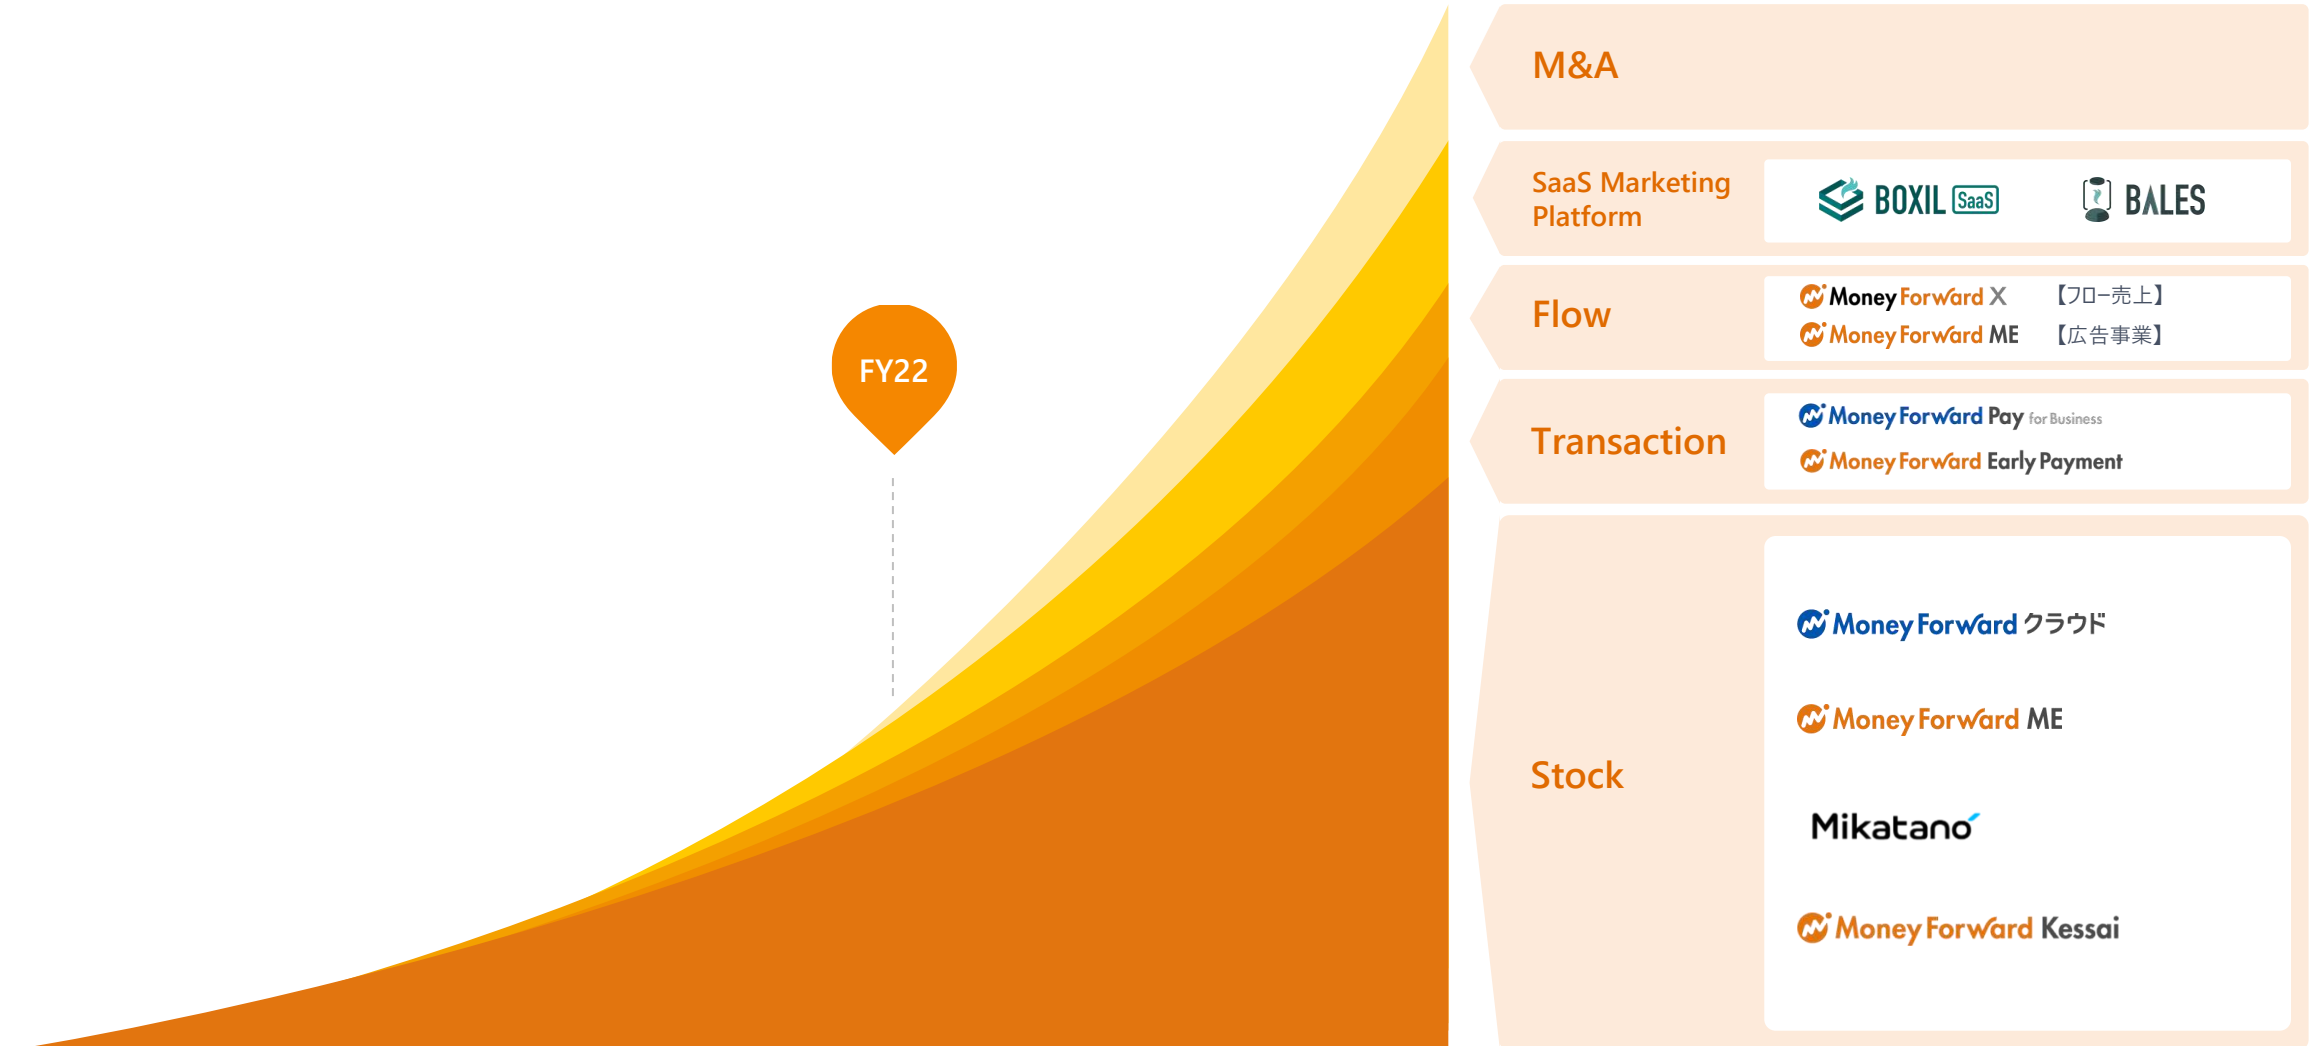 M&A
SaaS Marketing
Platform
BOXIL SaaS
BALES
Flow
Money Forward X 【フロー売上】
Money Forward ME 【広告事業】
FY22
Transaction
Money Forward Pay for Business
Money Forward Early Payment
Stock
Money Forward クラウド
Money Forward ME
Mikatano
Money Forward Kessai